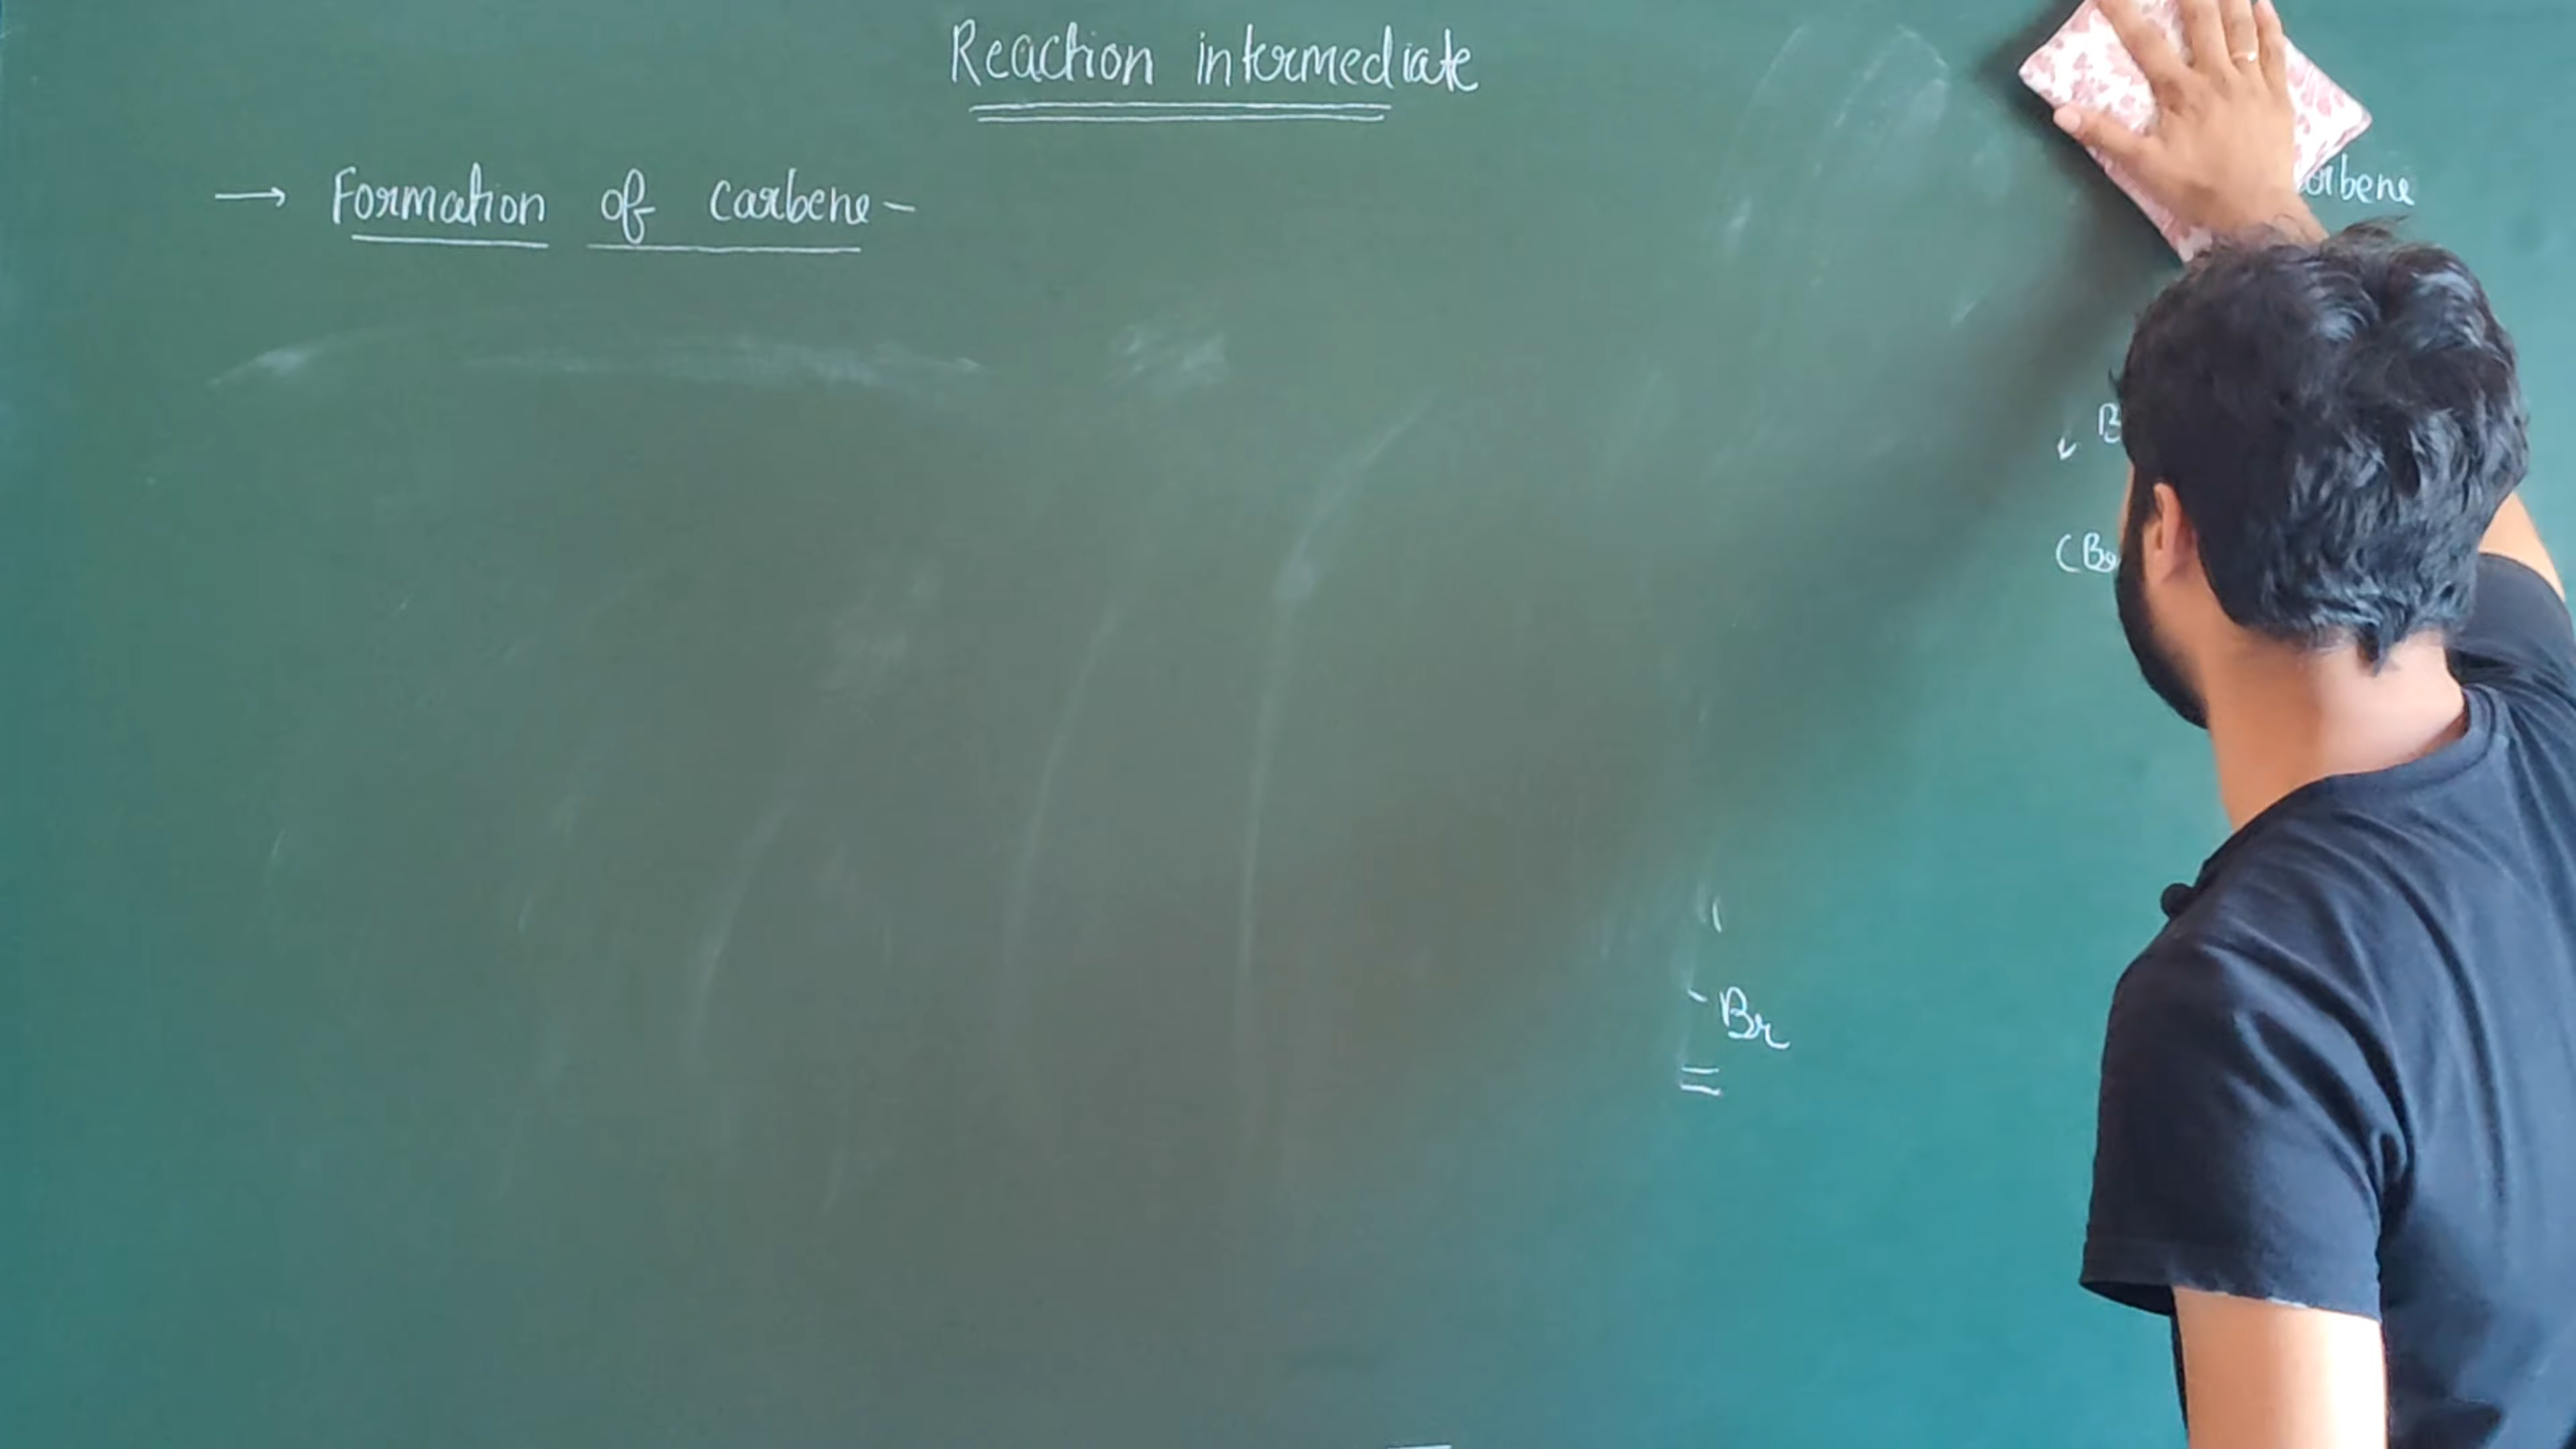 Reaction intermediate
→ Formation of carbene -
Br